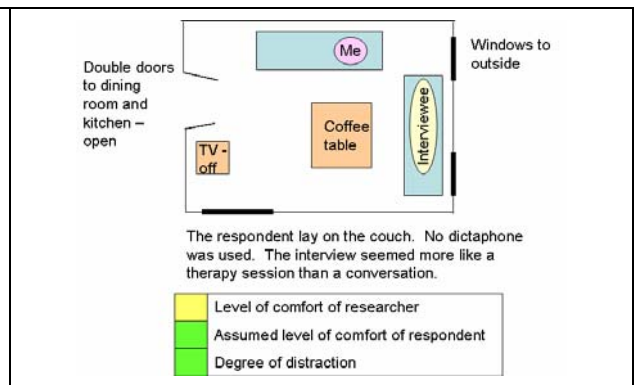 Me
Windows to
outside
Double doors
to dining
room and
kitchen –
open
Interviewee
Coffee
table
TV -
off
The respondent lay on the couch. No dictaphone
was used. The interview seemed more like a
therapy session than a conversation.
Level of comfort of researcher
Assumed level of comfort of respondent
Degree of distraction